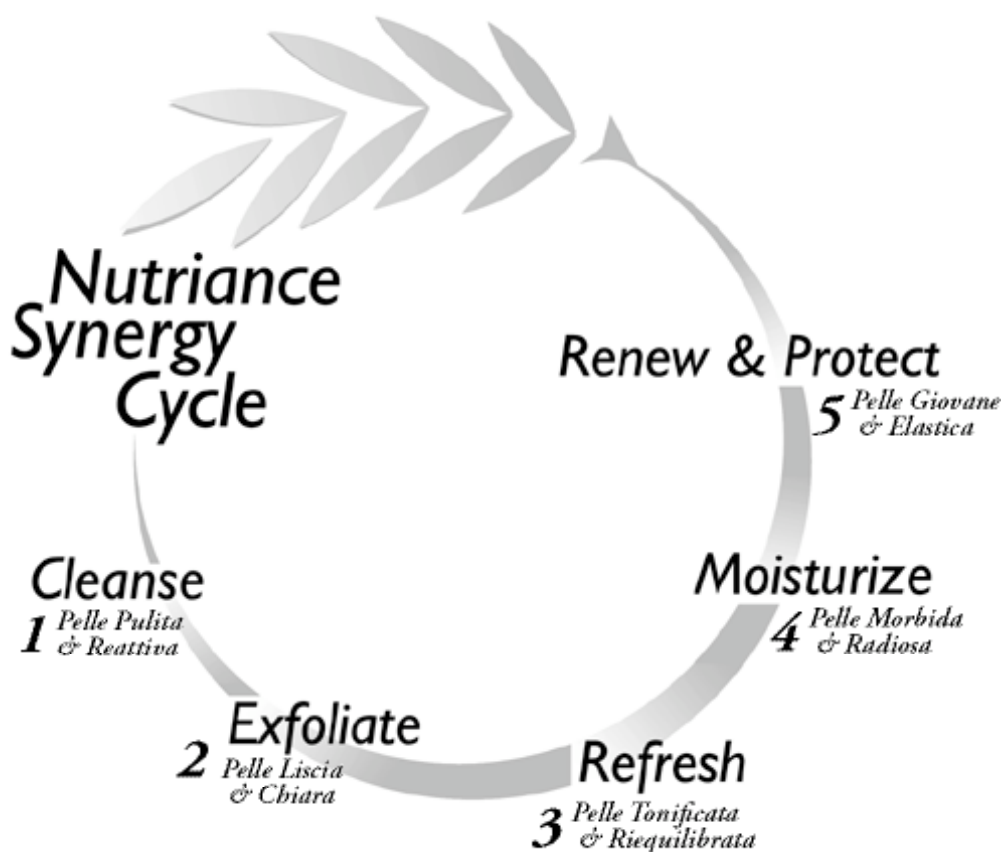 Nutriance
Synergy
Cycle
Cleanse
1 Pelle Pulita
& Reattiva
Exfoliate
2 Pelle Liscia
& Chiara
Refresh
3 Pelle Tonificata
& Riequilibrata
Moisturize
4 Pelle Morbida
& Radiosa
Renew & Protect
5 Pelle Giovane
& Elastica